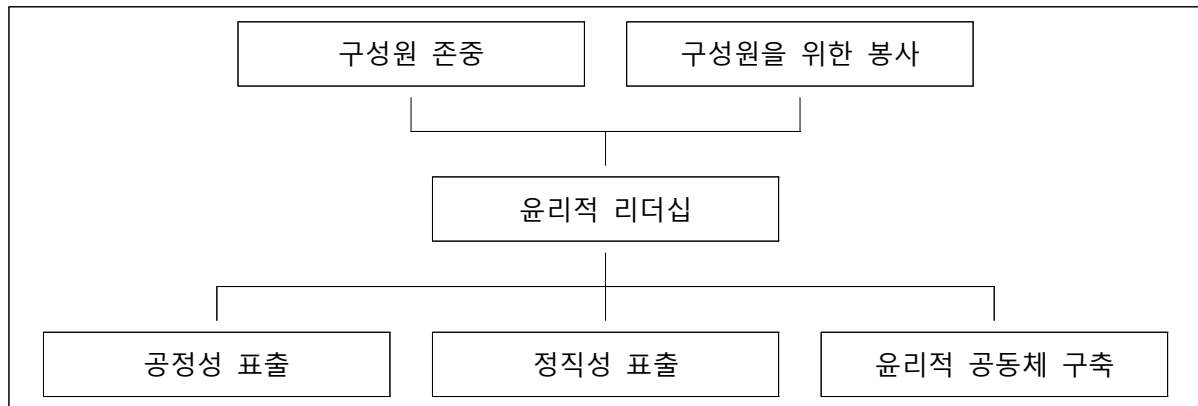 구성원 존중
구성원을 위한 봉사
윤리적 리더십
공정성 표출
정직성 표출
윤리적 공동체 구축